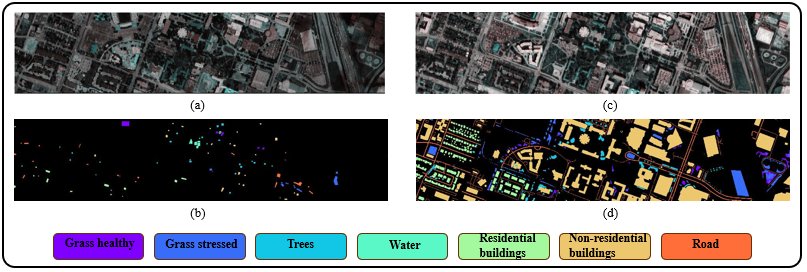 (a)
(c)
(b)
(d)
Grass healthy
Grass stressed
Trees
Water
Residential
buildings
Non-residential
buildings
Road